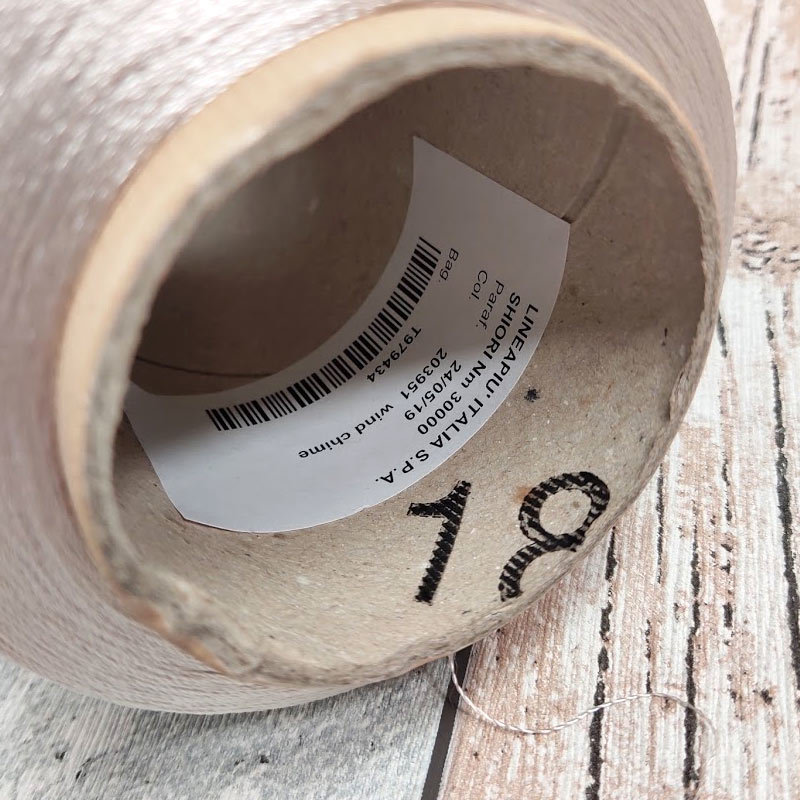 LINEAPIU' ITALIA S.P.A.
SHIORI Nm 30000
Paraf. 24/05/19
Col. 203951 wind chime
Bag. T979434
18